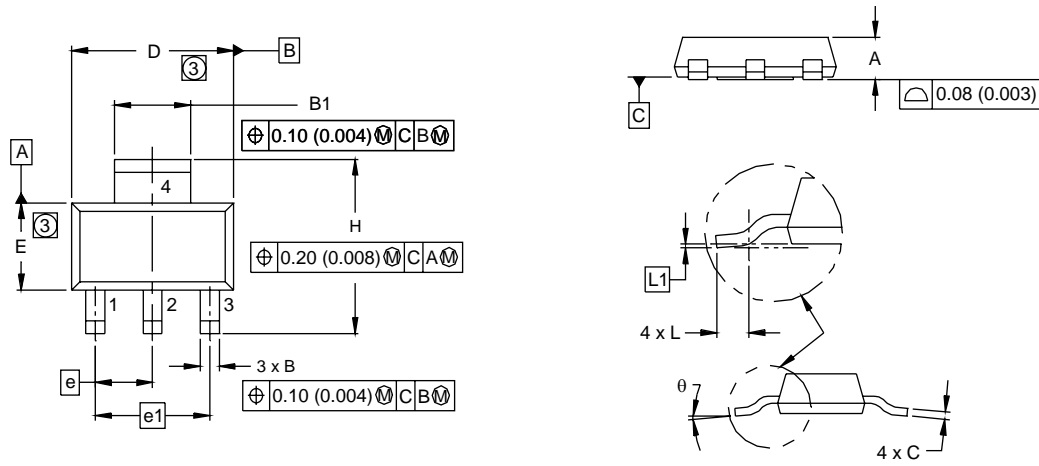 D
B
3
B1
⌖ 0.10 (0.004) Ⓜ C B Ⓜ
A
4
3
E
H
⌖ 0.20 (0.008) Ⓜ C A Ⓜ
1 2 3
3 x B
e
⌖ 0.10 (0.004) Ⓜ C B Ⓜ
e1
A
⌓ 0.08 (0.003)
C
L1
4 x L
θ
4 x C